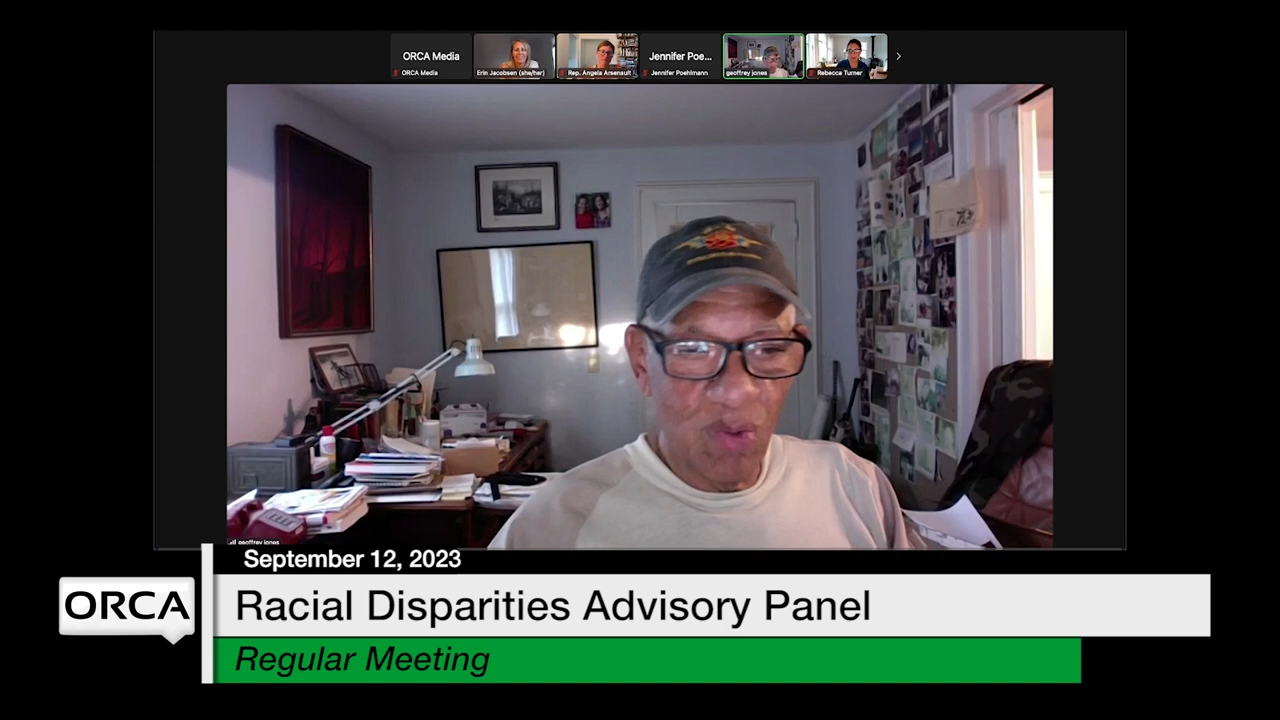 ORCA Media
Jennifer Poe...
ORCA Media
Erin Jacobsen (she/her)
Rep. Angela Arsenault
Jennifer Poehlmann
geoffrey jones
Rebecca Turner
geoffrey jones
September 12, 2023
ORCA
Racial Disparities Advisory Panel
Regular Meeting